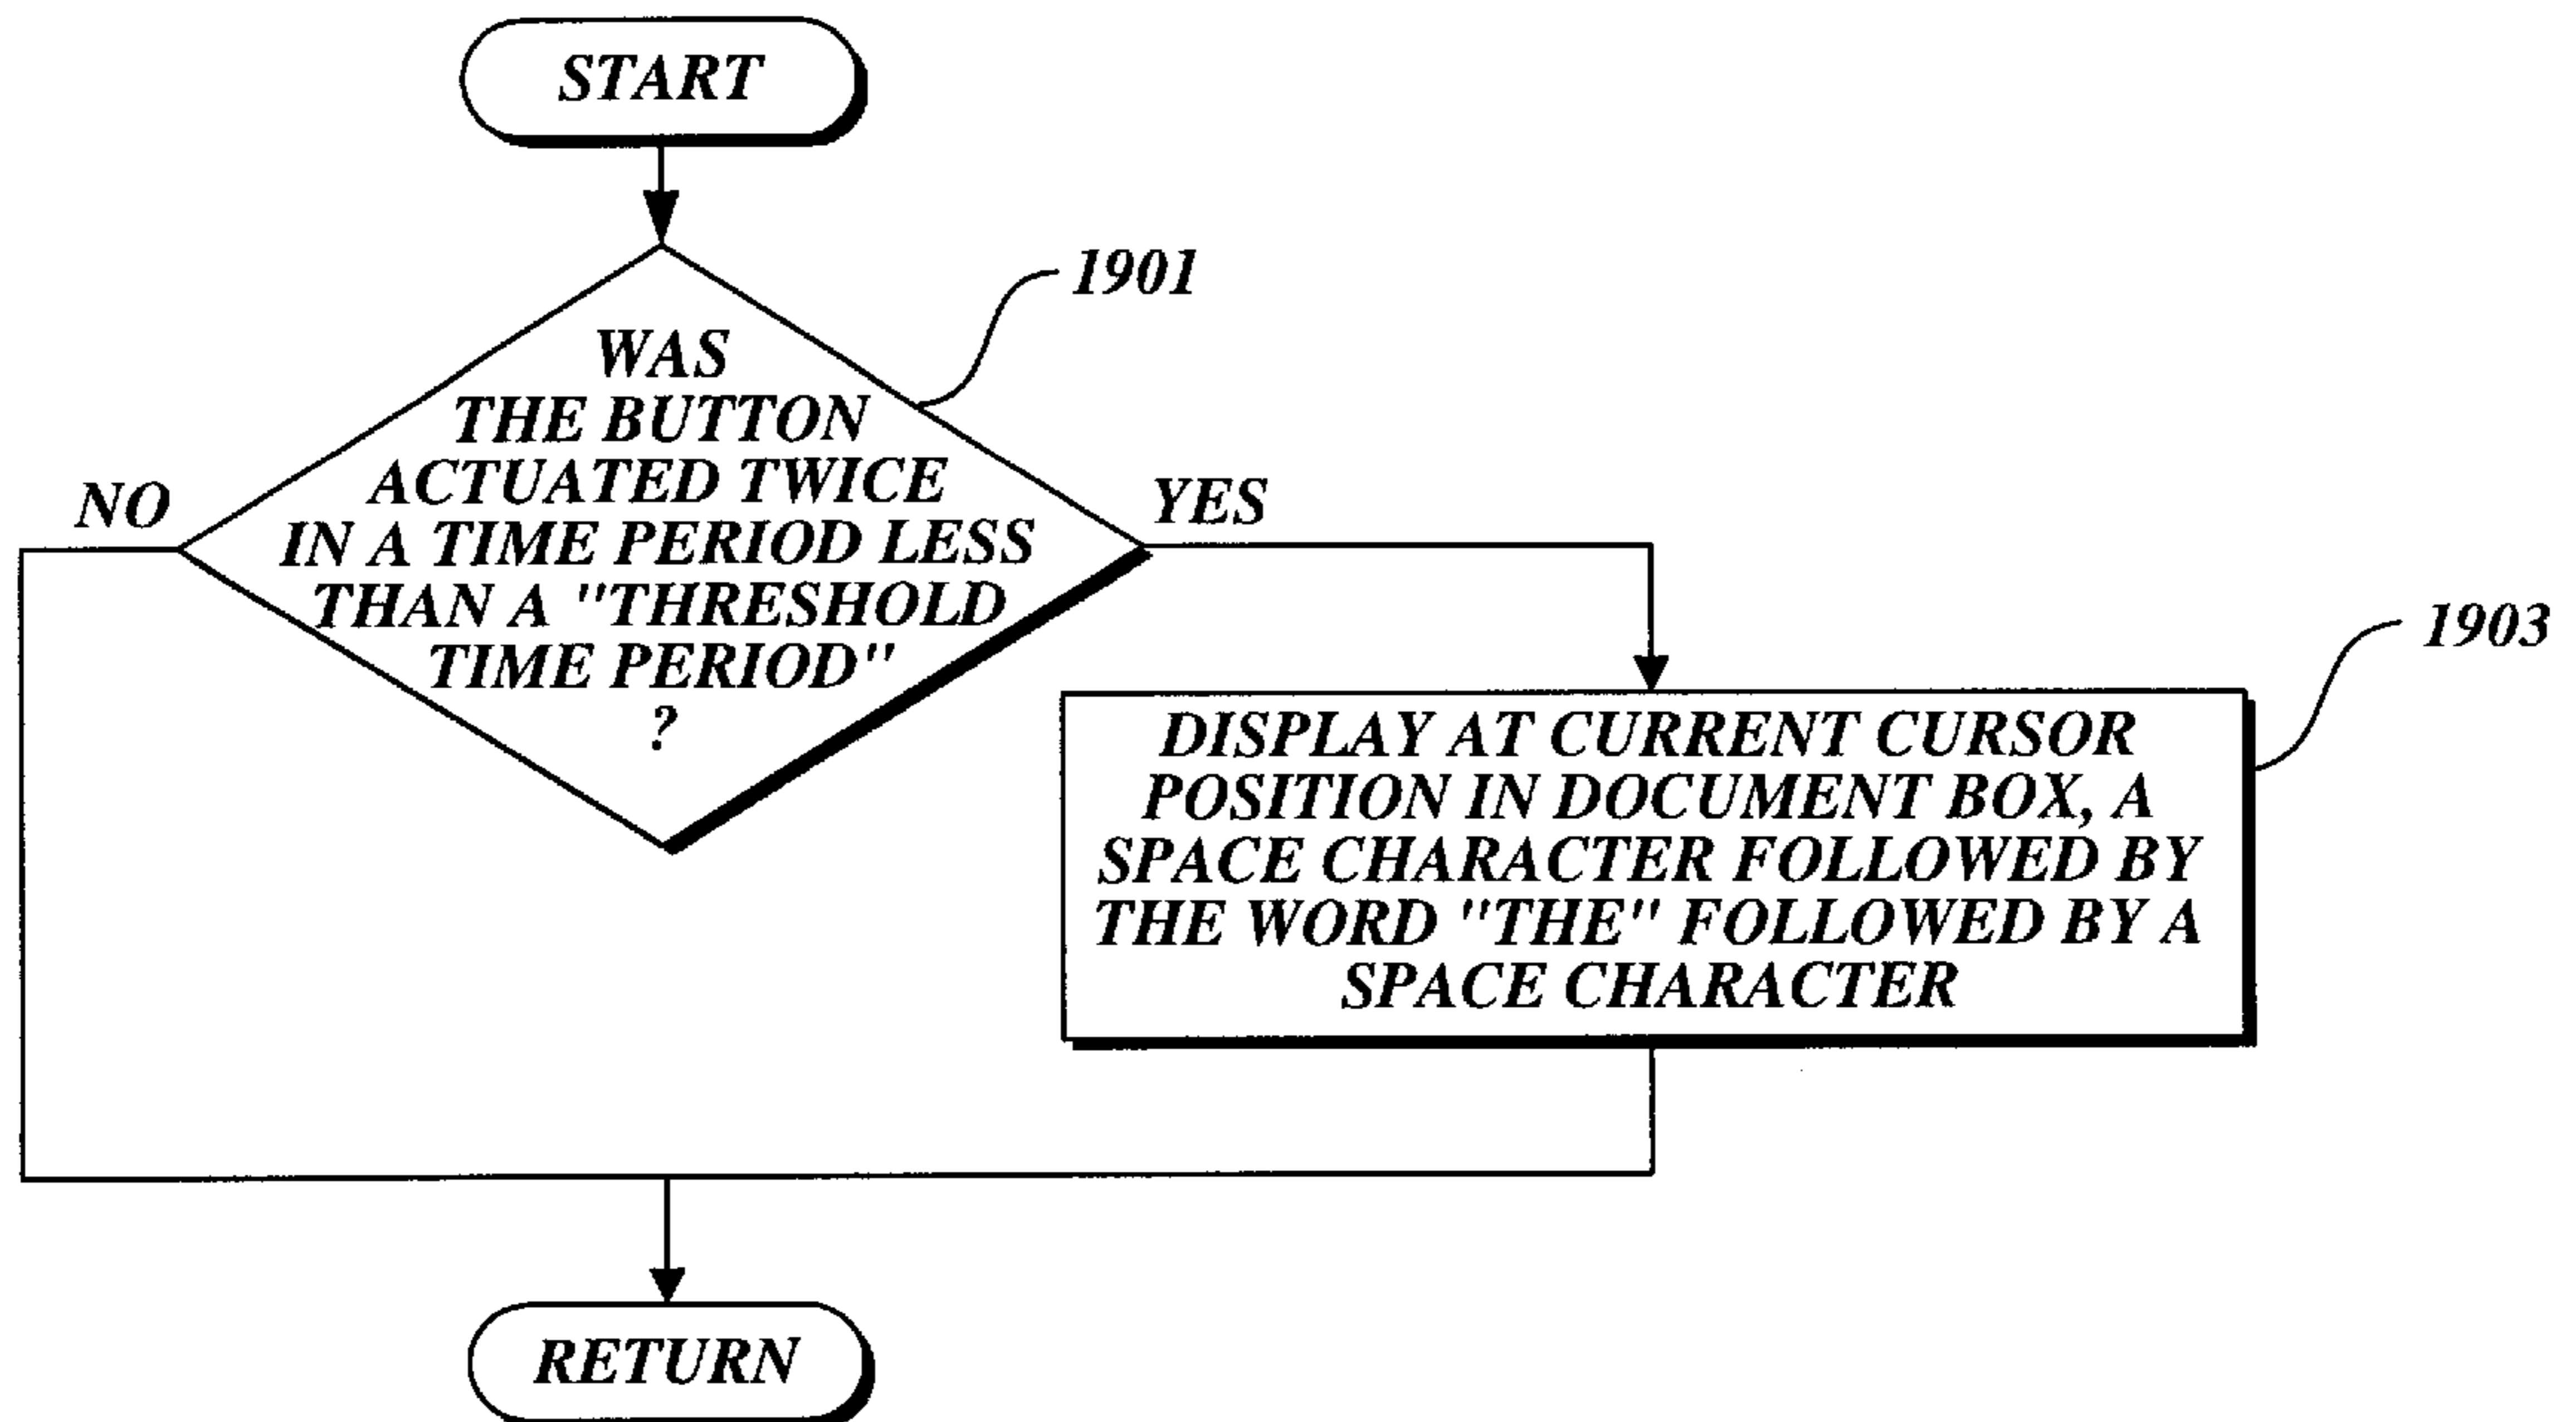 START
1901
WAS
THE BUTTON
ACTUATED TWICE
IN A TIME PERIOD LESS
THAN A "THRESHOLD
TIME PERIOD"
?
NO
YES
1903
DISPLAY AT CURRENT CURSOR
POSITION IN DOCUMENT BOX, A
SPACE CHARACTER FOLLOWED BY
THE WORD "THE" FOLLOWED BY A
SPACE CHARACTER
RETURN